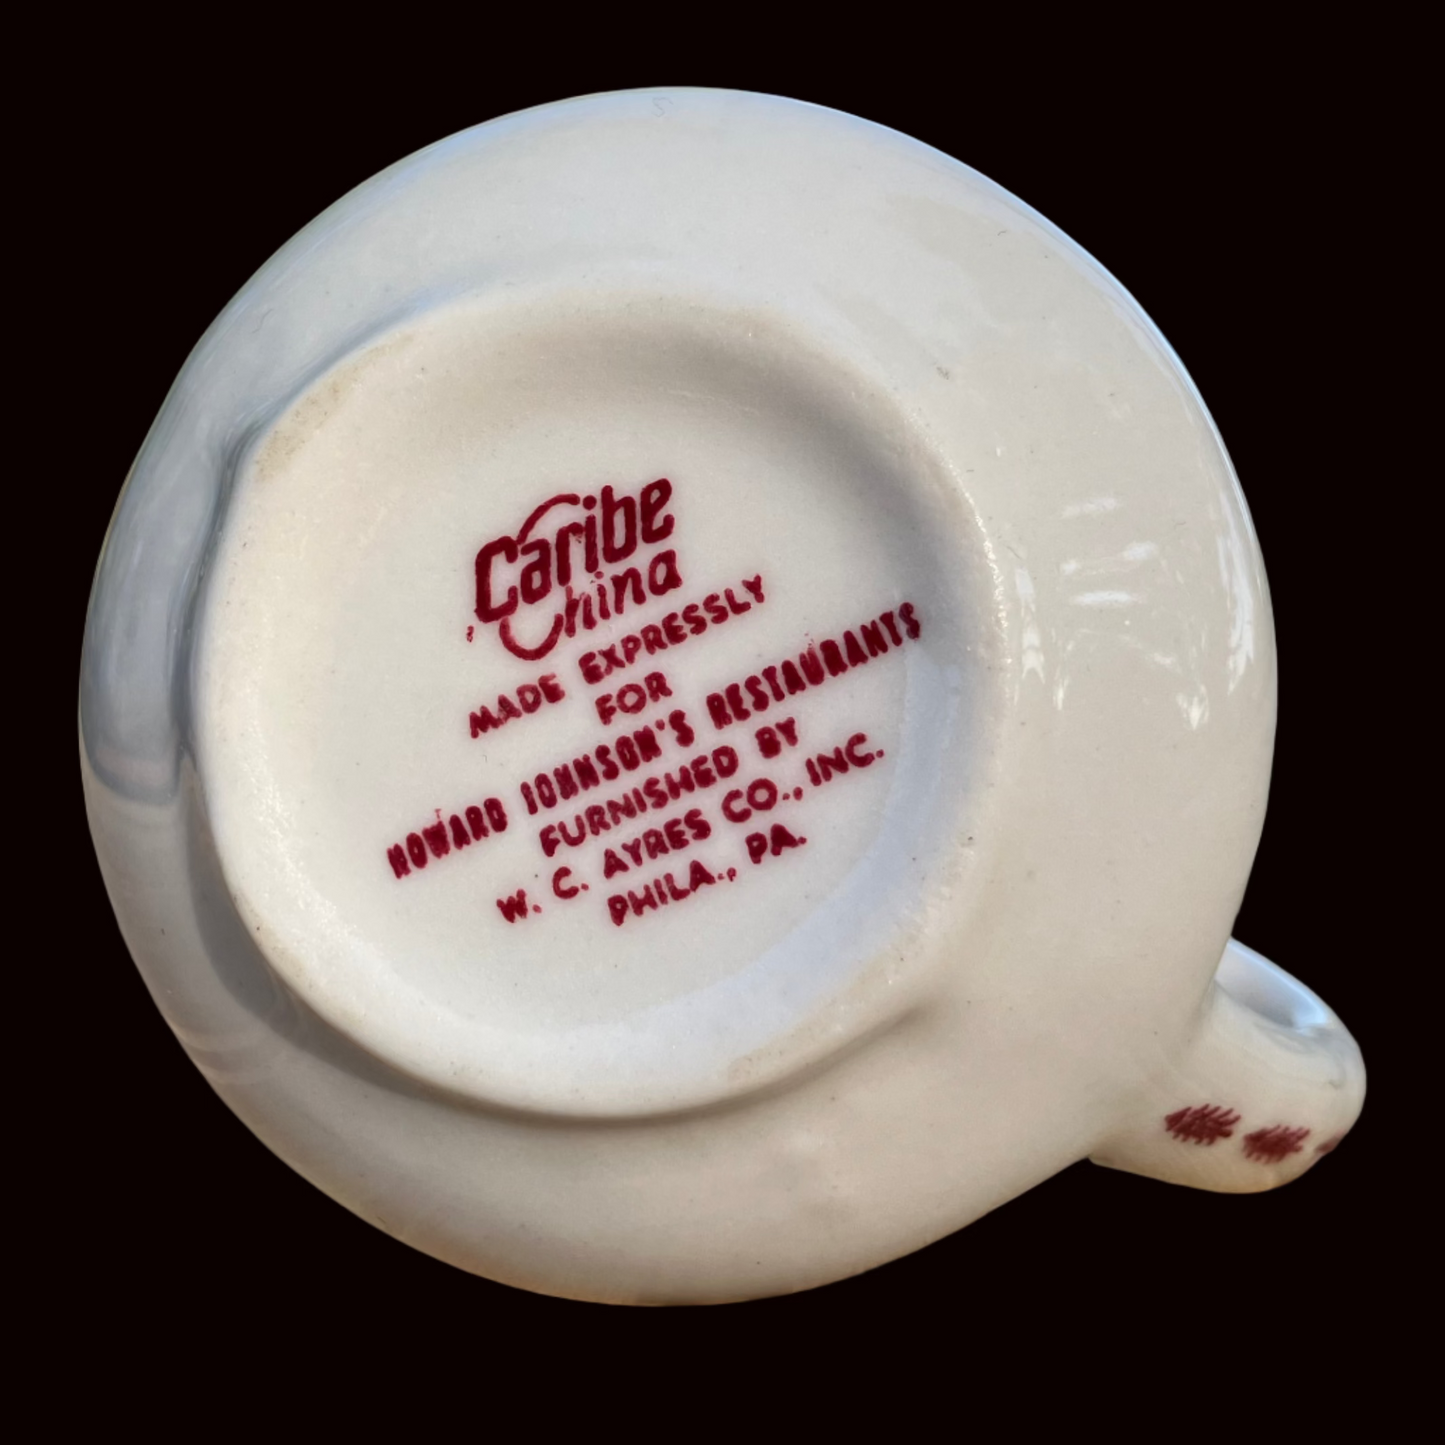 Caribe
China
MADE EXPRESSLY
FOR
HOWARD JOHNSON'S RESTAURANTS
FURNISHED BY
W. C. AYRES CO., INC.
PHILA., PA.